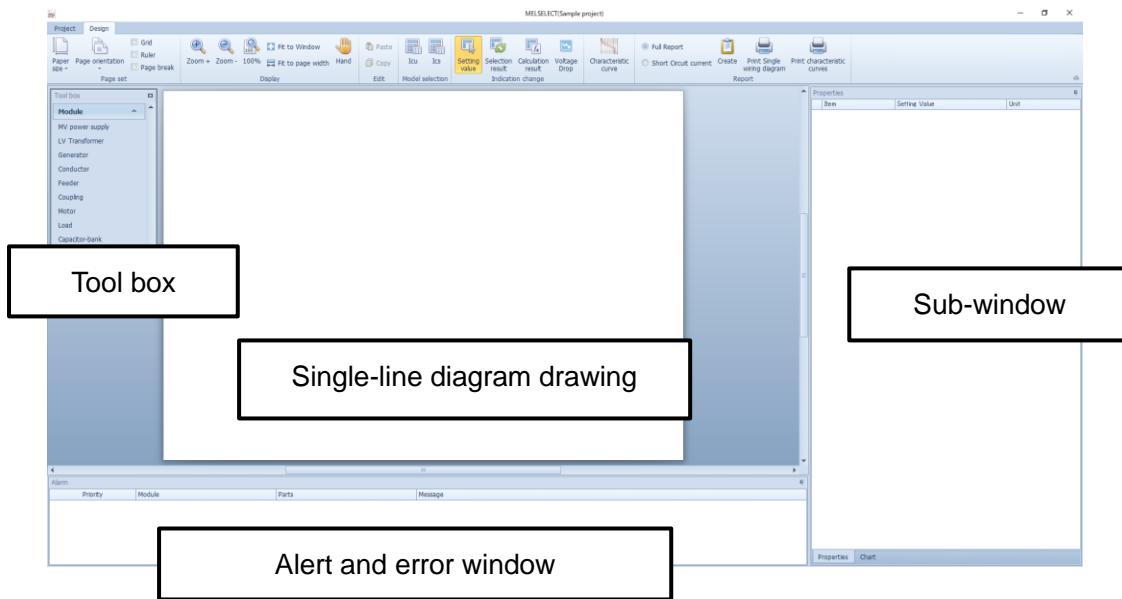 MELSELECT(Sample project)
Project Design
Grid
Ruler
Page break
Paper size
Page orientation
Page set
Zoom +
Zoom -
100%
Fit to Window
Fit to page width
Hand
Display
Paste
Copy
Edit
Icu
Ics
Model selection
Setting value
Selection result
Calculation result
Voltage Drop
Indication change
Characteristic curve
Full Report
Short Circuit current
Create
Print Single wiring diagram
Print characteristic curves
Report
Tool box
Module
MV power supply
LV Transformer
Generator
Conductor
Feeder
Coupling
Motor
Load
Capacitor-bank
Properties
Item Setting Value Unit
Tool box
Single-line diagram drawing
Sub-window
Alarm
Priority Module Parts Message
Alert and error window
Properties Chart